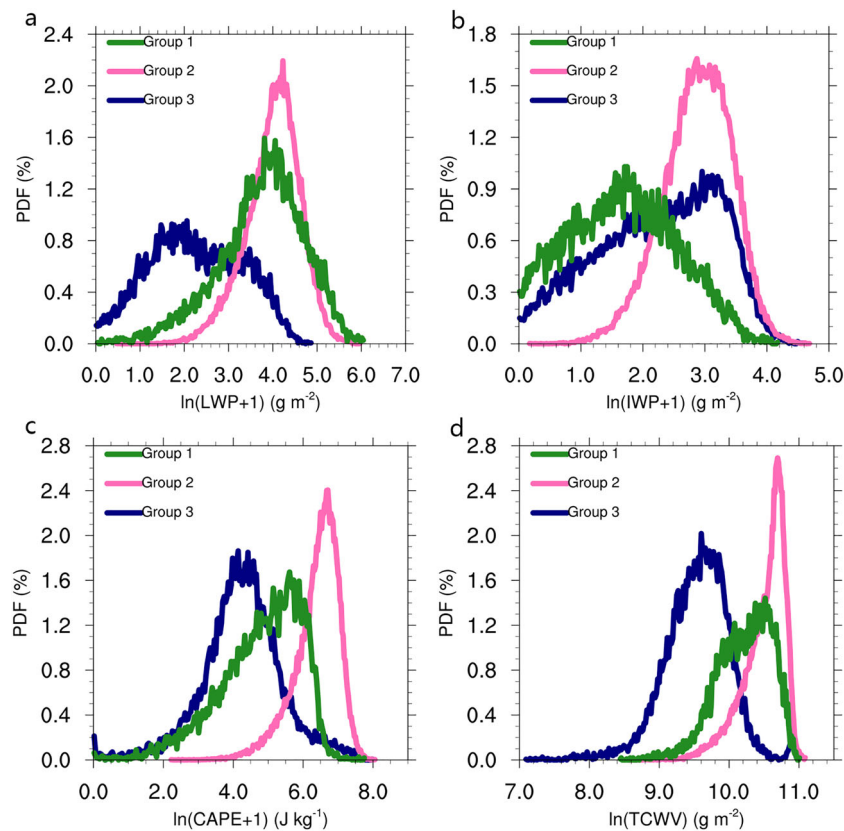 a
2.4
2.0
1.6
1.2
0.8
0.4
0.0
PDF (%)
Group 1
Group 2
Group 3
0.0 1.0 2.0 3.0 4.0 5.0 6.0 7.0
ln(LWP+1) (g m-2)
b
1.8
1.5
1.2
0.9
0.6
0.3
0.0
PDF (%)
Group 1
Group 2
Group 3
0.0 1.0 2.0 3.0 4.0 5.0
ln(IWP+1) (g m-2)
c
2.8
2.4
2.0
1.6
1.2
0.8
0.4
0.0
PDF (%)
Group 1
Group 2
Group 3
0.0 2.0 4.0 6.0 8.0
ln(CAPE+1) (J kg-1)
d
2.8
2.4
2.0
1.6
1.2
0.8
0.4
0.0
PDF (%)
Group 1
Group 2
Group 3
7.0 8.0 9.0 10.0 11.0
ln(TCWV) (g m-2)